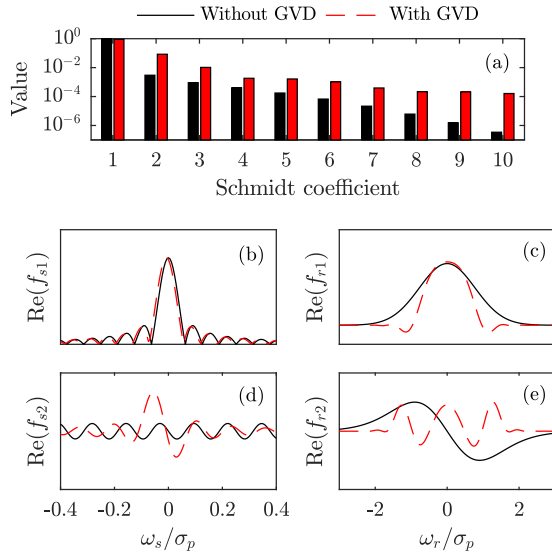 Without GVD With GVD
10^0
10^-2
10^-4
10^-6
Value
(a)
1 2 3 4 5 6 7 8 9 10
Schmidt coefficient
Re(f_s1) (b)
Re(f_r1) (c)
Re(f_s2) (d)
Re(f_r2) (e)
-0.4 -0.2 0 0.2 0.4
-2 0 2
ω_s/σ_p
ω_r/σ_p